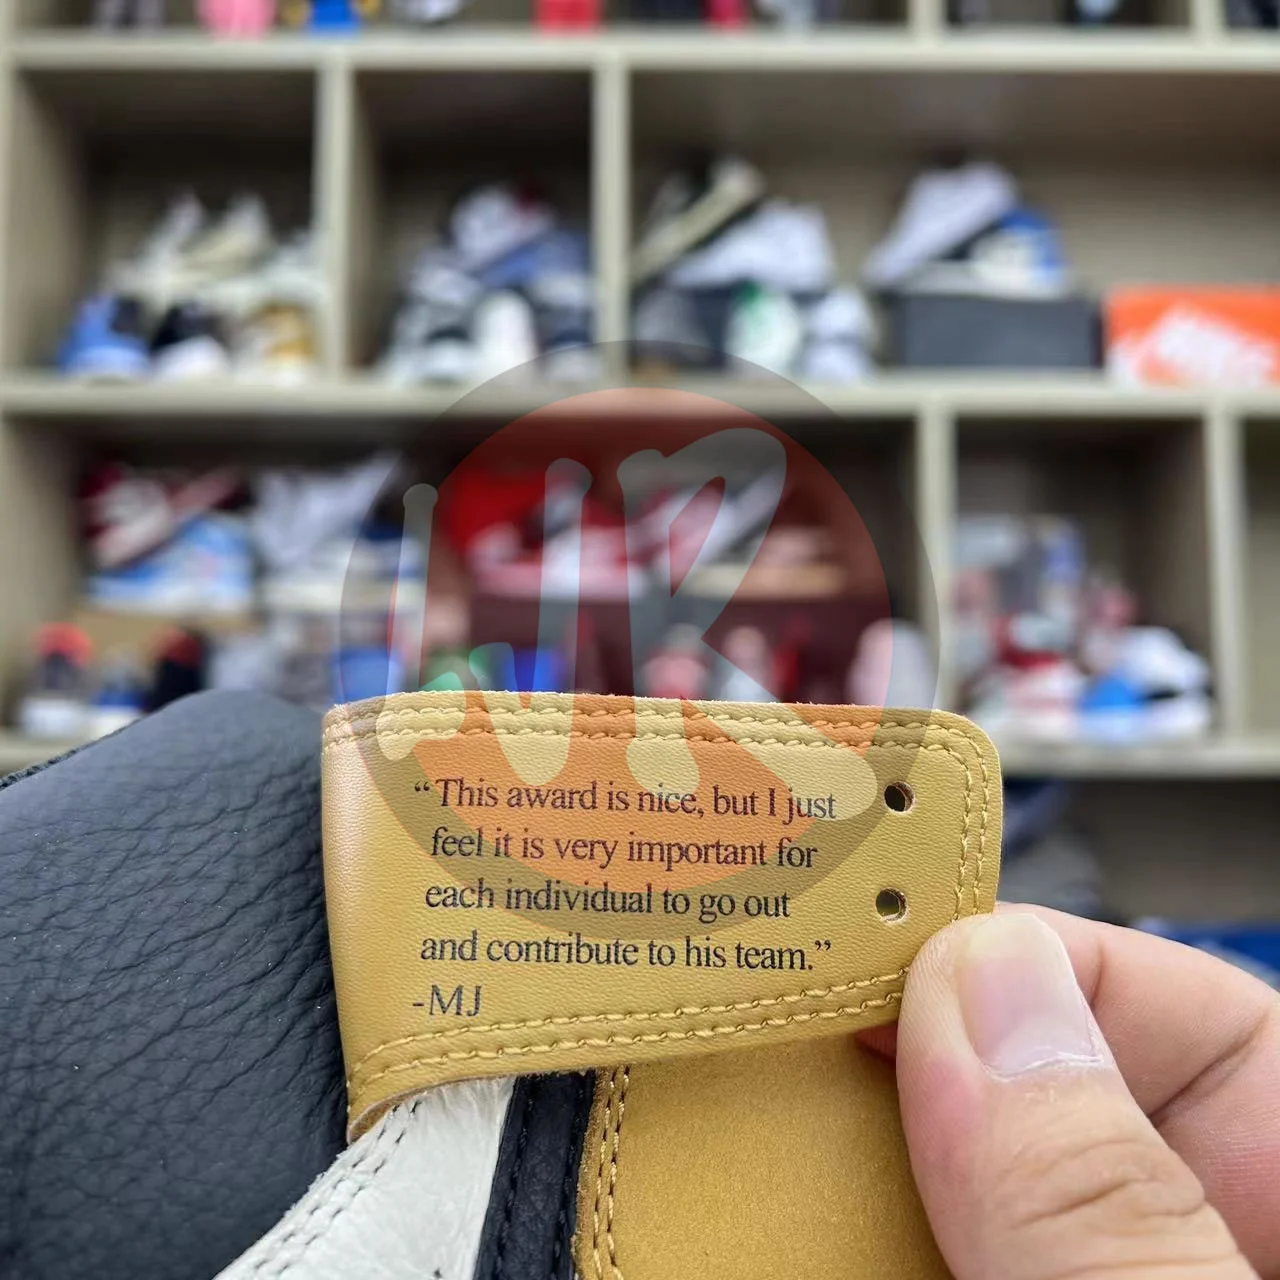 “This award is nice, but I just
feel it is very important for
each individual to go out
and contribute to his team.”
-MJ
WR